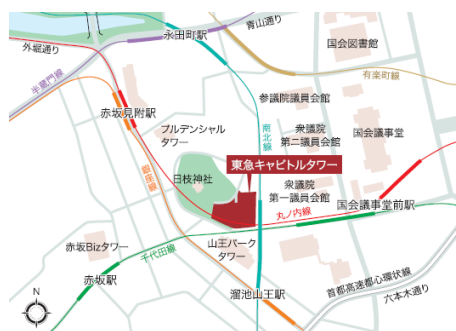 外堀通り
永田町駅
青山通り
国会図書館
半蔵門線
有楽町線
赤坂見附駅
参議院議員会館
プルデンシャル
タワー
南北線
衆議院
第二議員会館
国会議事堂
銀座線
東急キャピトルタワー
日枝神社
衆議院
第一議員会館
国会議事堂前駅
丸ノ内線
赤坂Bizタワー
千代田線
山王パーク
タワー
赤坂駅
溜池山王駅
首都高速都心環状線
六本木通り
N